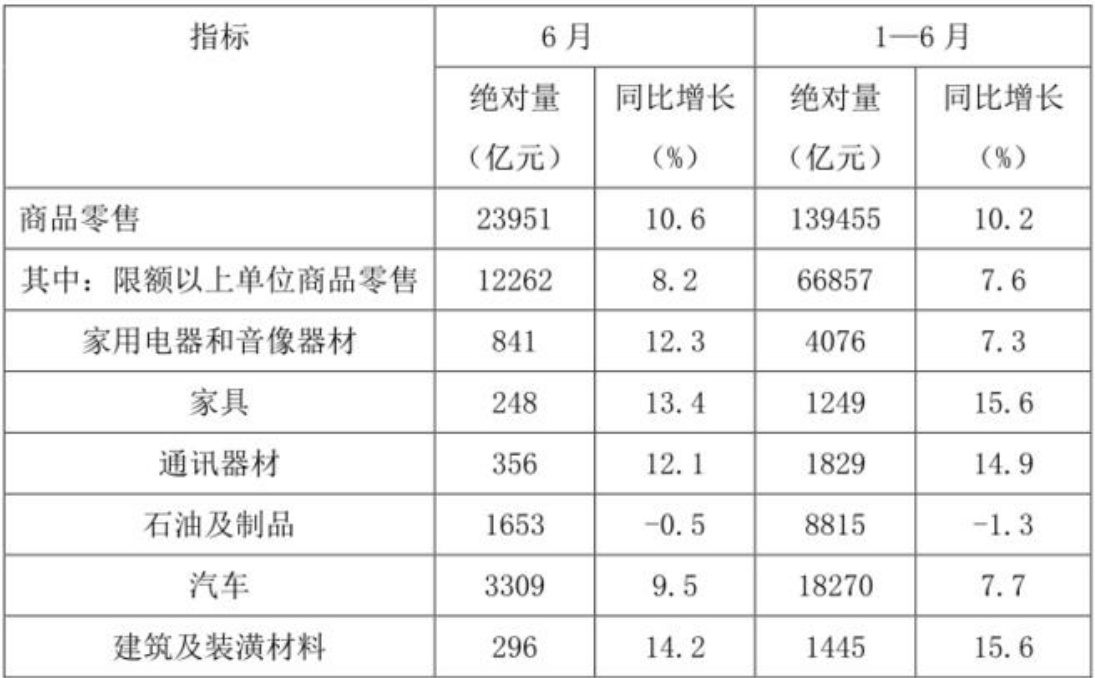 指标 6月 1—6月
绝对量 同比增长 绝对量 同比增长
（亿元） （%） （亿元） （%）
商品零售 23951 10.6 139455 10.2
其中：限额以上单位商品零售 12262 8.2 66857 7.6
家用电器和音像器材 841 12.3 4076 7.3
家具 248 13.4 1249 15.6
通讯器材 356 12.1 1829 14.9
石油及制品 1653 -0.5 8815 -1.3
汽车 3309 9.5 18270 7.7
建筑及装潢材料 296 14.2 1445 15.6